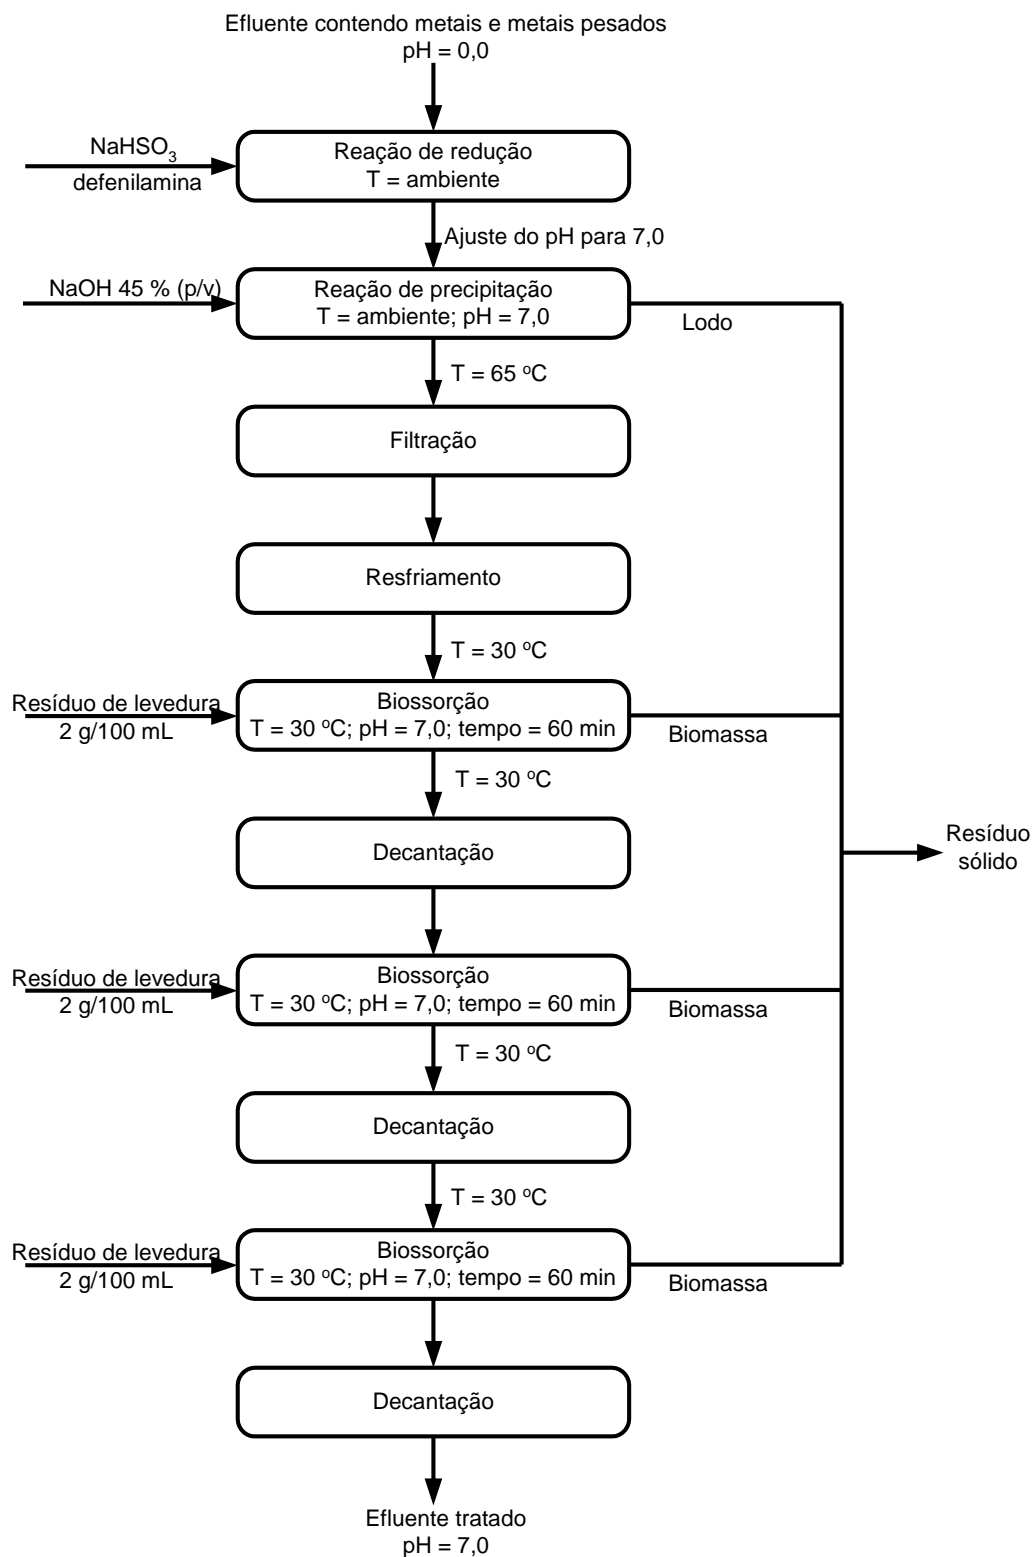 Efluente contendo metais e metais pesados
pH = 0,0
NaHSO₃
defenilamina
Reação de redução
T = ambiente
Ajuste do pH para 7,0
NaOH 45 % (p/v)
Reação de precipitação
T = ambiente; pH = 7,0
Lodo
T = 65 ºC
Filtração
Resfriamento
T = 30 ºC
Resíduo de levedura
2 g/100 mL
Biossorção
T = 30 ºC; pH = 7,0; tempo = 60 min
Biomassa
T = 30 ºC
Decantação
Resíduo
sólido
Resíduo de levedura
2 g/100 mL
Biossorção
T = 30 ºC; pH = 7,0; tempo = 60 min
Biomassa
T = 30 ºC
Decantação
T = 30 ºC
Resíduo de levedura
2 g/100 mL
Biossorção
T = 30 ºC; pH = 7,0; tempo = 60 min
Biomassa
Decantação
Efluente tratado
pH = 7,0